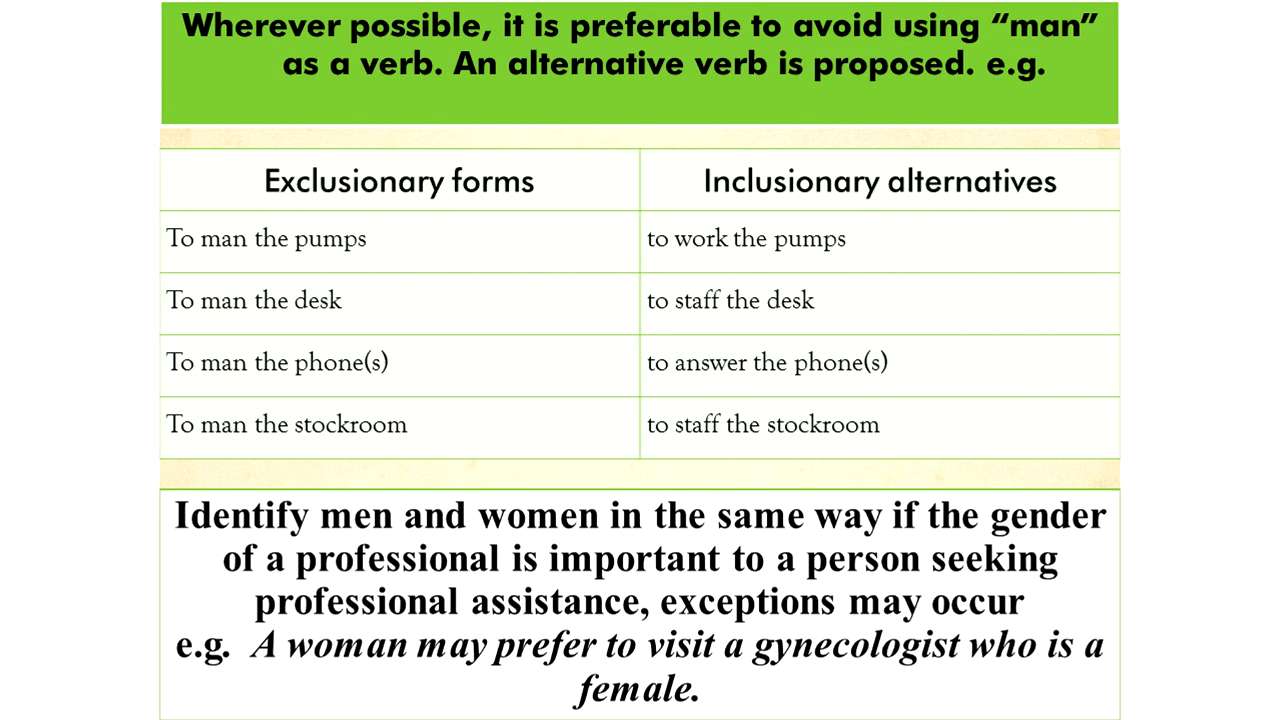 Wherever possible, it is preferable to avoid using “man”
as a verb. An alternative verb is proposed. e.g.
Exclusionary forms
Inclusionary alternatives
To man the pumps
to work the pumps
To man the desk
to staff the desk
To man the phone(s)
to answer the phone(s)
To man the stockroom
to staff the stockroom
Identify men and women in the same way if the gender
of a professional is important to a person seeking
professional assistance, exceptions may occur
e.g. A woman may prefer to visit a gynecologist who is a
female.